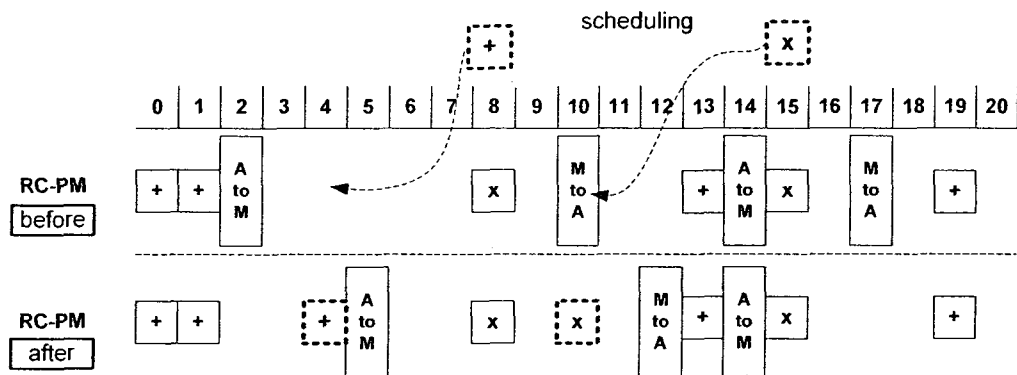 scheduling
+ x
0 1 2 3 4 5 6 7 8 9 10 11 12 13 14 15 16 17 18 19 20
RC-PM
before
+ + A to M x M to A + A to M x M to A +
RC-PM
after
+ + + A to M x x M to A + A to M x +